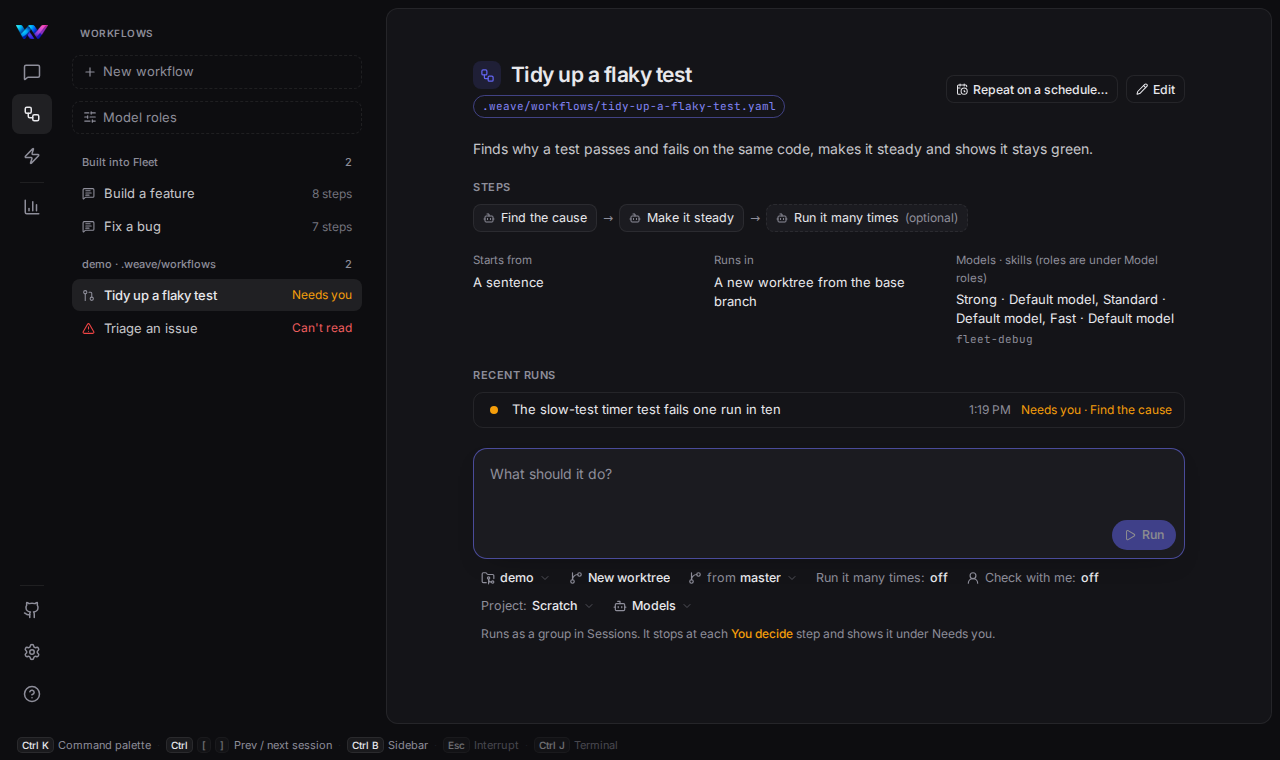 WORKFLOWS
New workflow
Model roles
Built into Fleet 2
Build a feature 8 steps
Fix a bug 7 steps
demo · .weave/workflows 2
Tidy up a flaky test Needs you
Triage an issue Can't read
Tidy up a flaky test
.weave/workflows/tidy-up-a-flaky-test.yaml
Repeat on a schedule... Edit
Finds why a test passes and fails on the same code, makes it steady and shows it stays green.
STEPS
Find the cause → Make it steady → Run it many times (optional)
Starts from
A sentence
Runs in
A new worktree from the base
branch
Models · skills (roles are under Model
roles)
Strong · Default model, Standard ·
Default model, Fast · Default model
fleet-debug
RECENT RUNS
The slow-test timer test fails one run in ten 1:19 PM Needs you · Find the cause
What should it do?
Run
demo New worktree from master Run it many times: off Check with me: off
Project: Scratch Models
Runs as a group in Sessions. It stops at each You decide step and shows it under Needs you.
Ctrl K Command palette Ctrl [ ] Prev / next session Ctrl B Sidebar Esc Interrupt Ctrl J Terminal